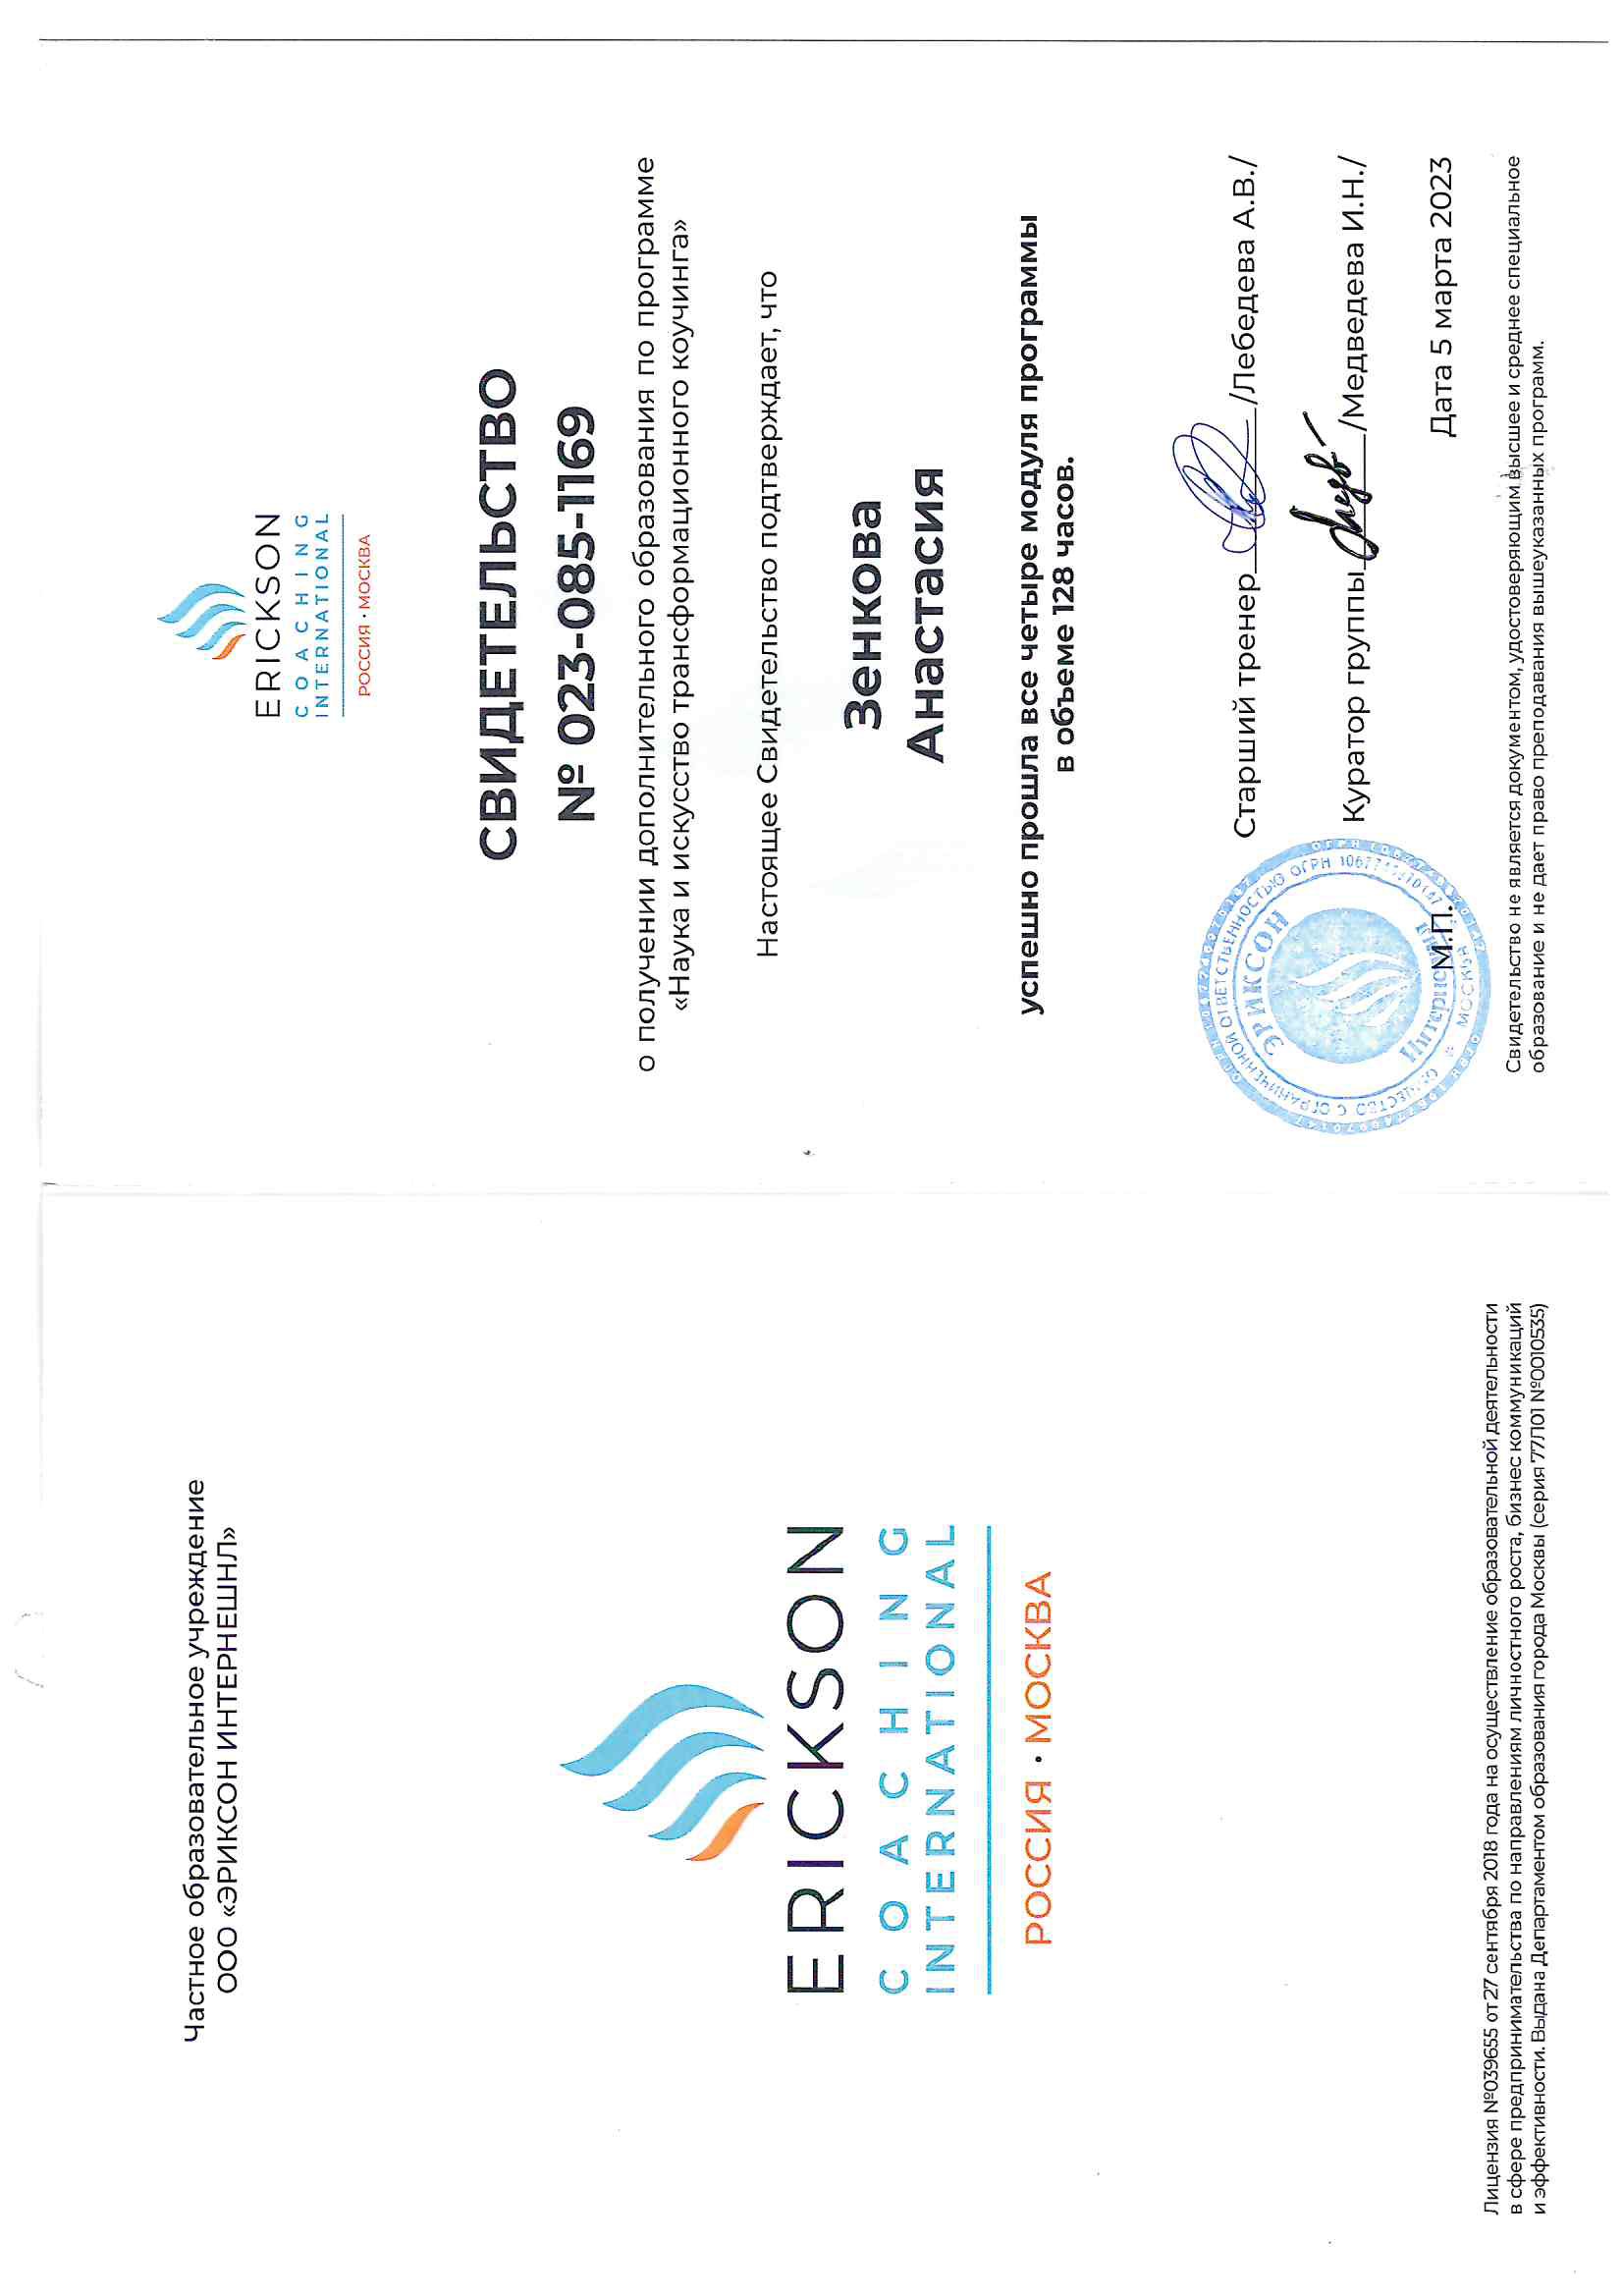 Частное образовательное учреждение
ООО «ЭРИКСОН ИНТЕРНЕШНЛ»
ERICKSON
COACHING
INTERNATIONAL
РОССИЯ · МОСКВА
Лицензия №039655 от 27 сентября 2018 года на осуществление образовательной деятельности
в сфере предпринимательства по направлениям личностного роста, бизнес коммуникаций
и эффективности. Выдана Департаментом образования города Москвы (серия 77Л01 №0010535)
ERICKSON
COACHING
INTERNATIONAL
РОССИЯ · МОСКВА
СВИДЕТЕЛЬСТВО
№ 023-085-1169
о получении дополнительного образования по программе
«Наука и искусство трансформационного коучинга»
Настоящее Свидетельство подтверждает, что
Зенкова
Анастасия
успешно прошла все четыре модуля программы
в объеме 128 часов.
Старший тренер /Лебедева А.В./
Куратор группы /Медведева И.Н./
ОГРАНИЧЕННОЙ ОТВЕТСТВЕННОСТЬЮ ОГРН
ЭРИКСОН
Интернешнл
МОСКВА
М.П.
Дата 5 марта 2023
Свидетельство не является документом, удостоверяющим высшее и среднее специальное
образование и не дает право преподавания вышеуказанных программ.